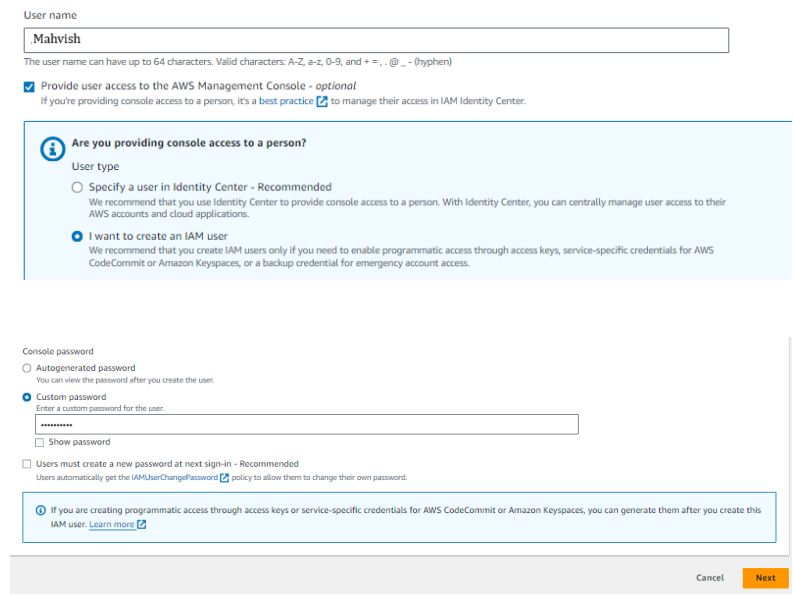 User name
Mahvish
The user name can have up to 64 characters. Valid characters: A-Z, a-z, 0-9, and + = , . @ _ - (hyphen)
Provide user access to the AWS Management Console - optional
If you're providing console access to a person, it's a best practice to manage their access in IAM Identity Center.
Are you providing console access to a person?
User type
Specify a user in Identity Center - Recommended
We recommend that you use Identity Center to provide console access to a person. With Identity Center, you can centrally manage user access to their
AWS accounts and cloud applications.
I want to create an IAM user
We recommend that you create IAM users only if you need to enable programmatic access through access keys, service-specific credentials for AWS
CodeCommit or Amazon Keyspaces, or a backup credential for emergency account access.
Console password
Autogenerated password
You can view the password after you create the user.
Custom password
Enter a custom password for the user.
••••••••••
Show password
Users must create a new password at next sign-in - Recommended
Users automatically get the IAMUserChangePassword policy to allow them to change their own password.
If you are creating programmatic access through access keys or service-specific credentials for AWS CodeCommit or Amazon Keyspaces, you can generate them after you create this
IAM user. Learn more
Cancel Next